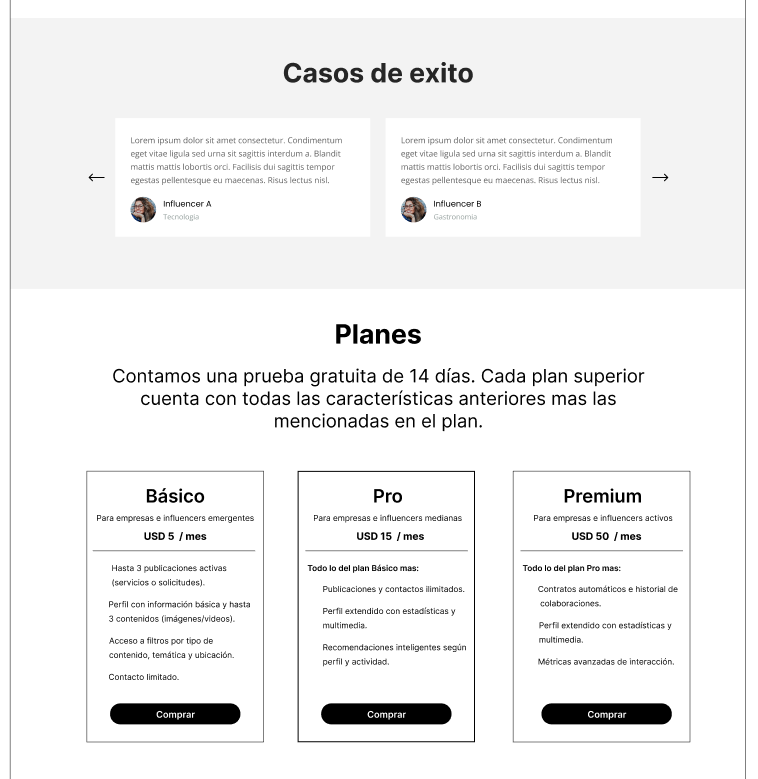 Casos de exito
Lorem ipsum dolor sit amet consectetur. Condimentum
eget vitae ligula sed urna sit sagittis interdum a. Blandit
mattis mattis lobortis orci. Facilisis dui sagittis tempor
egestas pellentesque eu maecenas. Risus lectus nisl.
Influencer A
Tecnologia
Lorem ipsum dolor sit amet consectetur. Condimentum
eget vitae ligula sed urna sit sagittis interdum a. Blandit
mattis mattis lobortis orci. Facilisis dui sagittis tempor
egestas pellentesque eu maecenas. Risus lectus nisl.
Influencer B
Gastronomia
Planes
Contamos una prueba gratuita de 14 días. Cada plan superior
cuenta con todas las características anteriores mas las
mencionadas en el plan.
Básico
Para empresas e influencers emergentes
USD 5 / mes
Hasta 3 publicaciones activas
(servicios o solicitudes).
Perfil con información básica y hasta
3 contenidos (imágenes/videos).
Acceso a filtros por tipo de
contenido, temática y ubicación.
Contacto limitado.
Comprar
Pro
Para empresas e influencers medianas
USD 15 / mes
Todo lo del plan Básico mas:
Publicaciones y contactos ilimitados.
Perfil extendido con estadísticas y
multimedia.
Recomendaciones inteligentes según
perfil y actividad.
Comprar
Premium
Para empresas e influencers activos
USD 50 / mes
Todo lo del plan Pro mas:
Contratos automáticos e historial de
colaboraciones.
Perfil extendido con estadísticas y
multimedia.
Métricas avanzadas de interacción.
Comprar